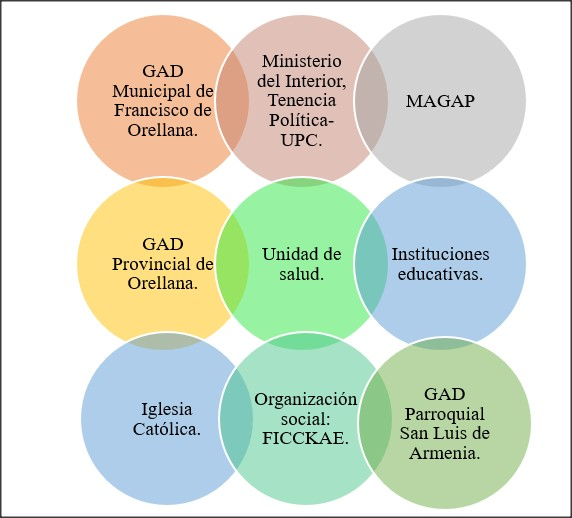 GAD
Municipal de
Francisco de
Orellana.
Ministerio
del Interior,
Tenencia
Política-
UPC.
MAGAP
GAD
Provincial de
Orellana.
Unidad de
salud.
Instituciones
educativas.
Iglesia
Católica.
Organización
social:
FICCKAE.
GAD
Parroquial
San Luis de
Armenia.